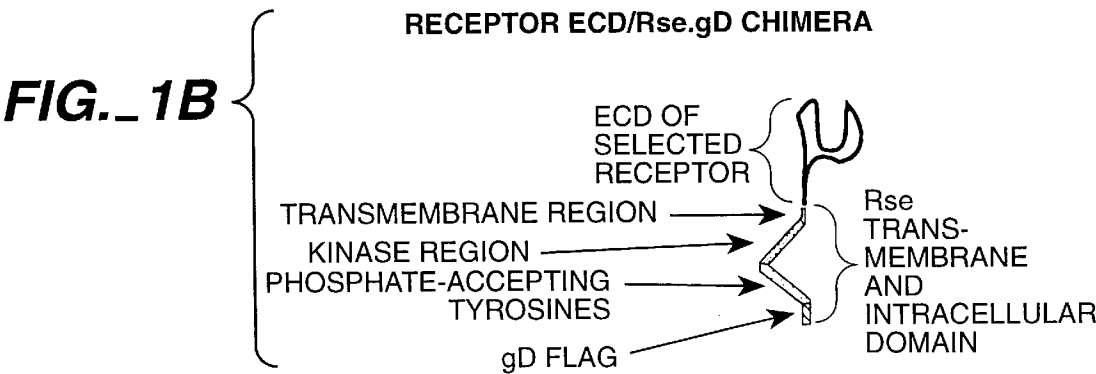 RECEPTOR ECD/Rse.gD CHIMERA
FIG._1B
ECD OF
SELECTED
RECEPTOR
TRANSMEMBRANE REGION
KINASE REGION
PHOSPHATE-ACCEPTING
TYROSINES
gD FLAG
Rse
TRANS-
MEMBRANE
AND
INTRACELLULAR
DOMAIN